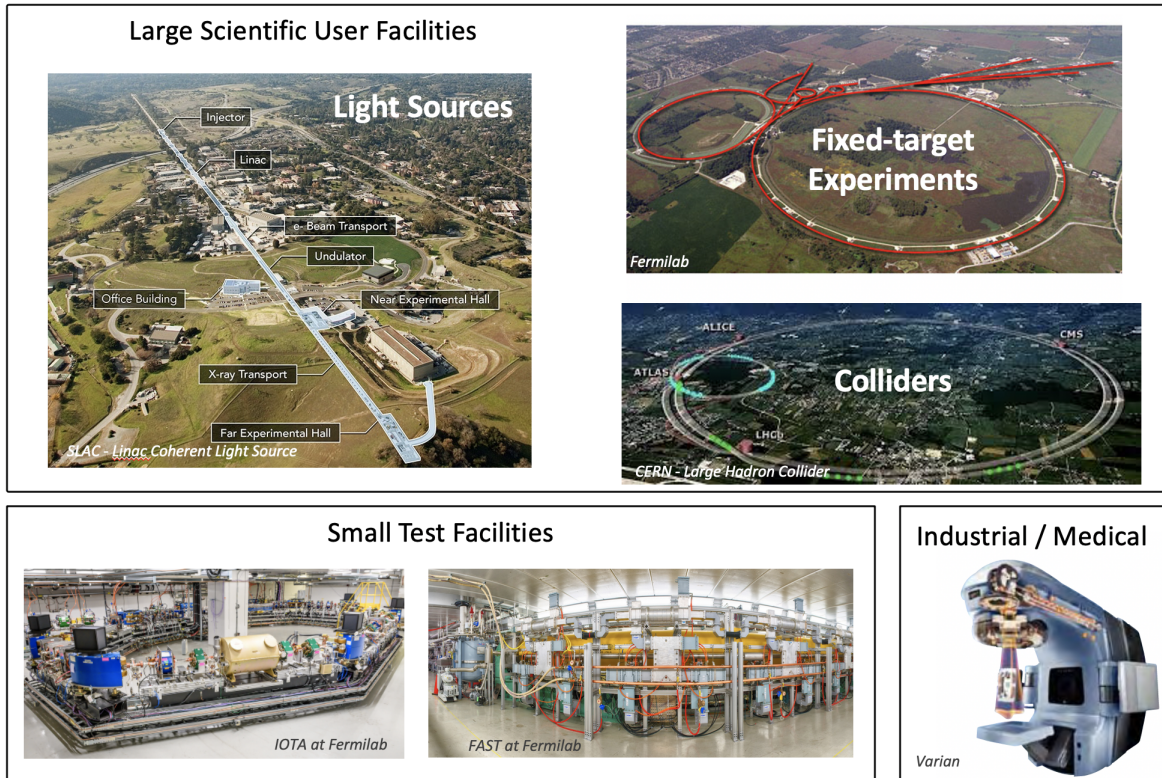 Large Scientific User Facilities
Light Sources
Injector
Linac
e- Beam Transport
Undulator
Office Building
Near Experimental Hall
X-ray Transport
Far Experimental Hall
SLAC - Linac Coherent Light Source
Fixed-target
Experiments
Fermilab
ALICE
CMS
ATLAS
Colliders
LHCb
CERN - Large Hadron Collider
Small Test Facilities
IOTA at Fermilab
FAST at Fermilab
Industrial / Medical
Varian